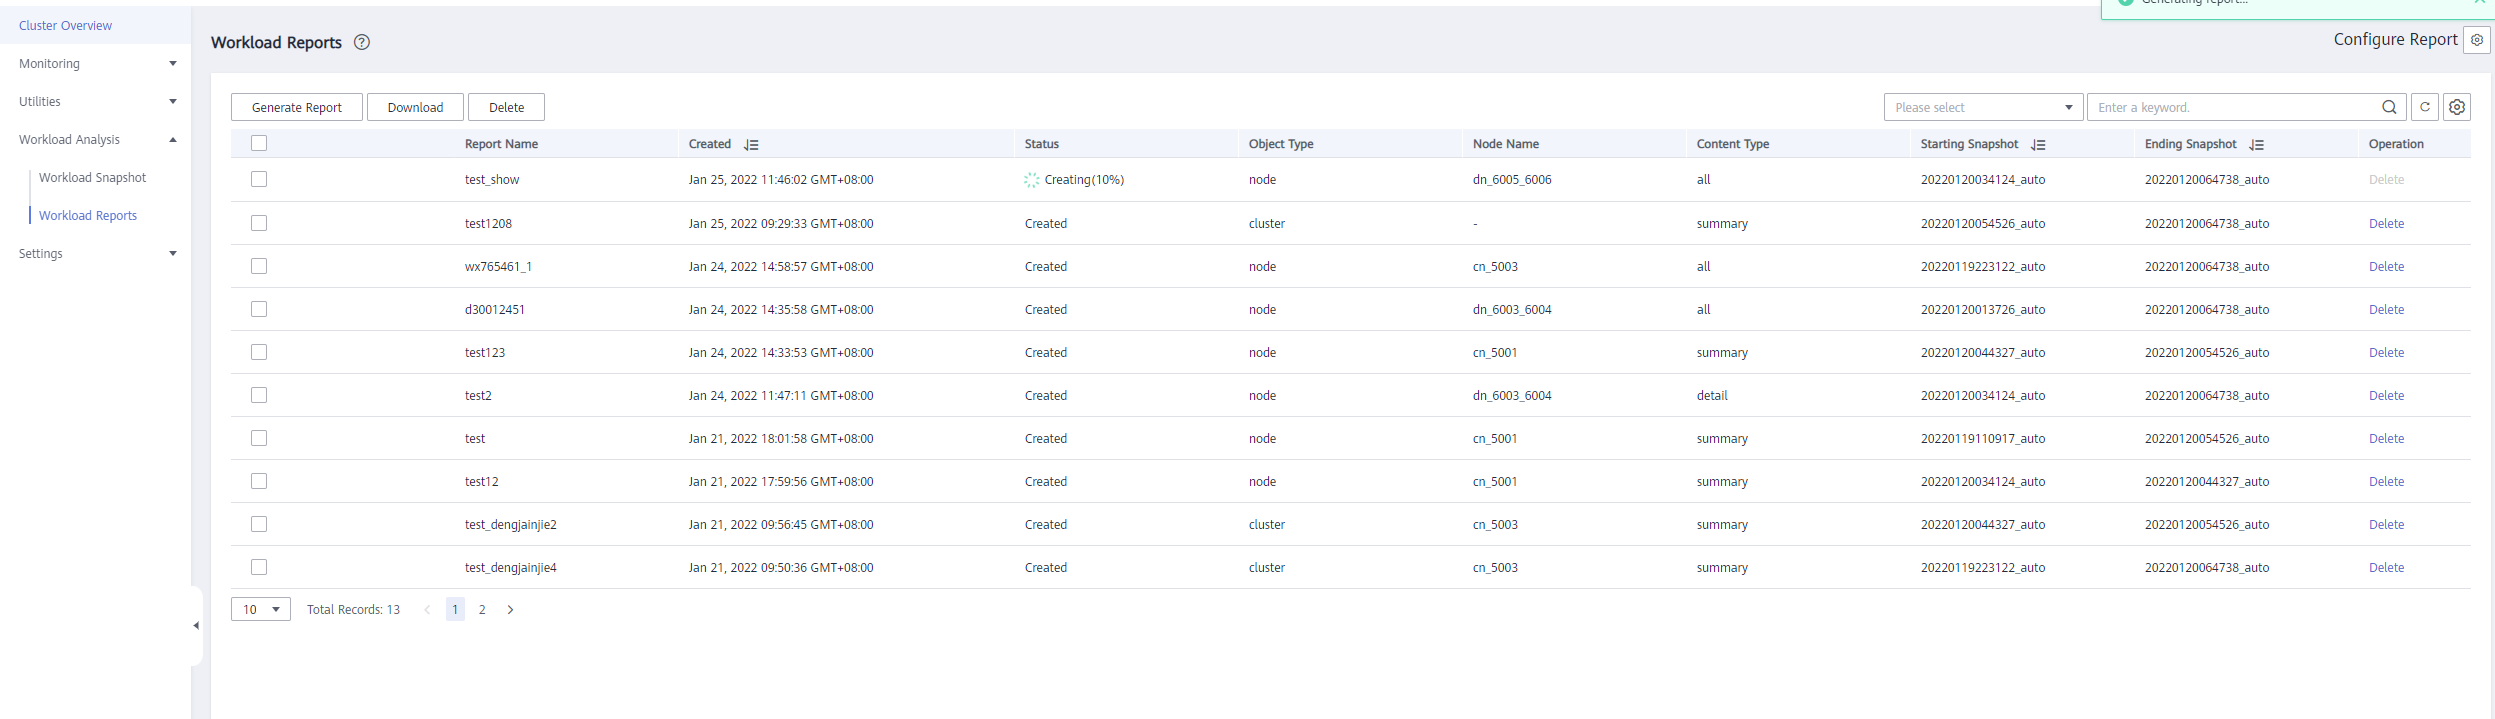 Generating report...
Cluster Overview
Monitoring
Utilities
Workload Analysis
Workload Snapshot
Workload Reports
Settings
Workload Reports
Configure Report
Generate Report Download Delete Please select Enter a keyword.
Report Name Created Status Object Type Node Name Content Type Starting Snapshot Ending Snapshot Operation
test_show Jan 25, 2022 11:46:02 GMT+08:00 Creating(10%) node dn_6005_6006 all 20220120034124_auto 20220120064738_auto Delete
test1208 Jan 25, 2022 09:29:33 GMT+08:00 Created cluster - summary 20220120054526_auto 20220120064738_auto Delete
wx765461_1 Jan 24, 2022 14:58:57 GMT+08:00 Created node cn_5003 all 20220119223122_auto 20220120064738_auto Delete
d30012451 Jan 24, 2022 14:35:58 GMT+08:00 Created node dn_6003_6004 all 20220120013726_auto 20220120064738_auto Delete
test123 Jan 24, 2022 14:33:53 GMT+08:00 Created node cn_5001 summary 20220120044327_auto 20220120054526_auto Delete
test2 Jan 24, 2022 11:47:11 GMT+08:00 Created node dn_6003_6004 detail 20220120034124_auto 20220120064738_auto Delete
test Jan 21, 2022 18:01:58 GMT+08:00 Created node cn_5001 summary 20220119110917_auto 20220120054526_auto Delete
test12 Jan 21, 2022 17:59:56 GMT+08:00 Created node cn_5001 summary 20220120034124_auto 20220120044327_auto Delete
test_dengjainjie2 Jan 21, 2022 09:56:45 GMT+08:00 Created cluster cn_5003 summary 20220120044327_auto 20220120054526_auto Delete
test_dengjainjie4 Jan 21, 2022 09:50:36 GMT+08:00 Created cluster cn_5003 summary 20220119223122_auto 20220120064738_auto Delete
10 Total Records: 13 1 2